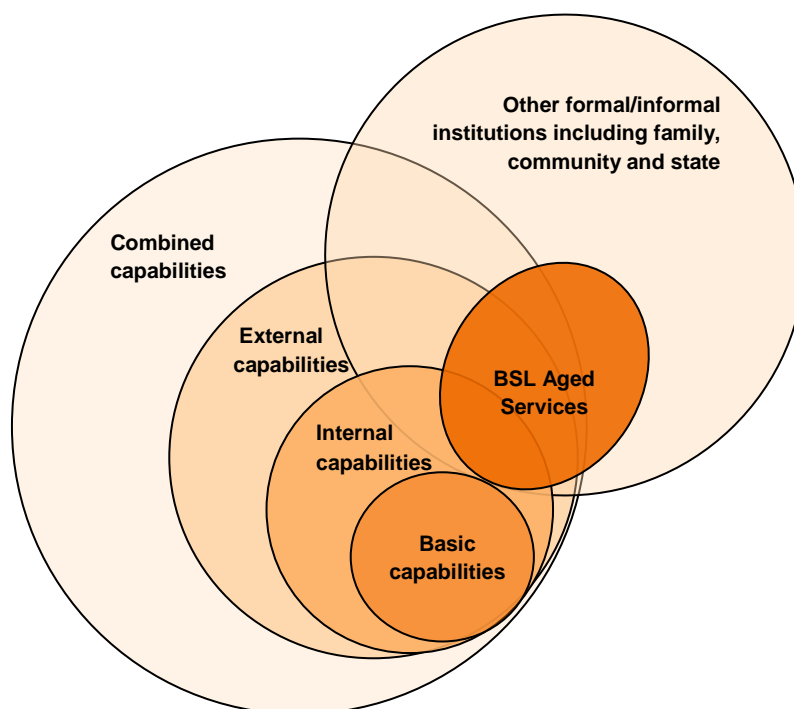 Other formal/informal
institutions including family,
community and state
Combined
capabilities
External
capabilities
BSL Aged
Services
Internal
capabilities
Basic
capabilities